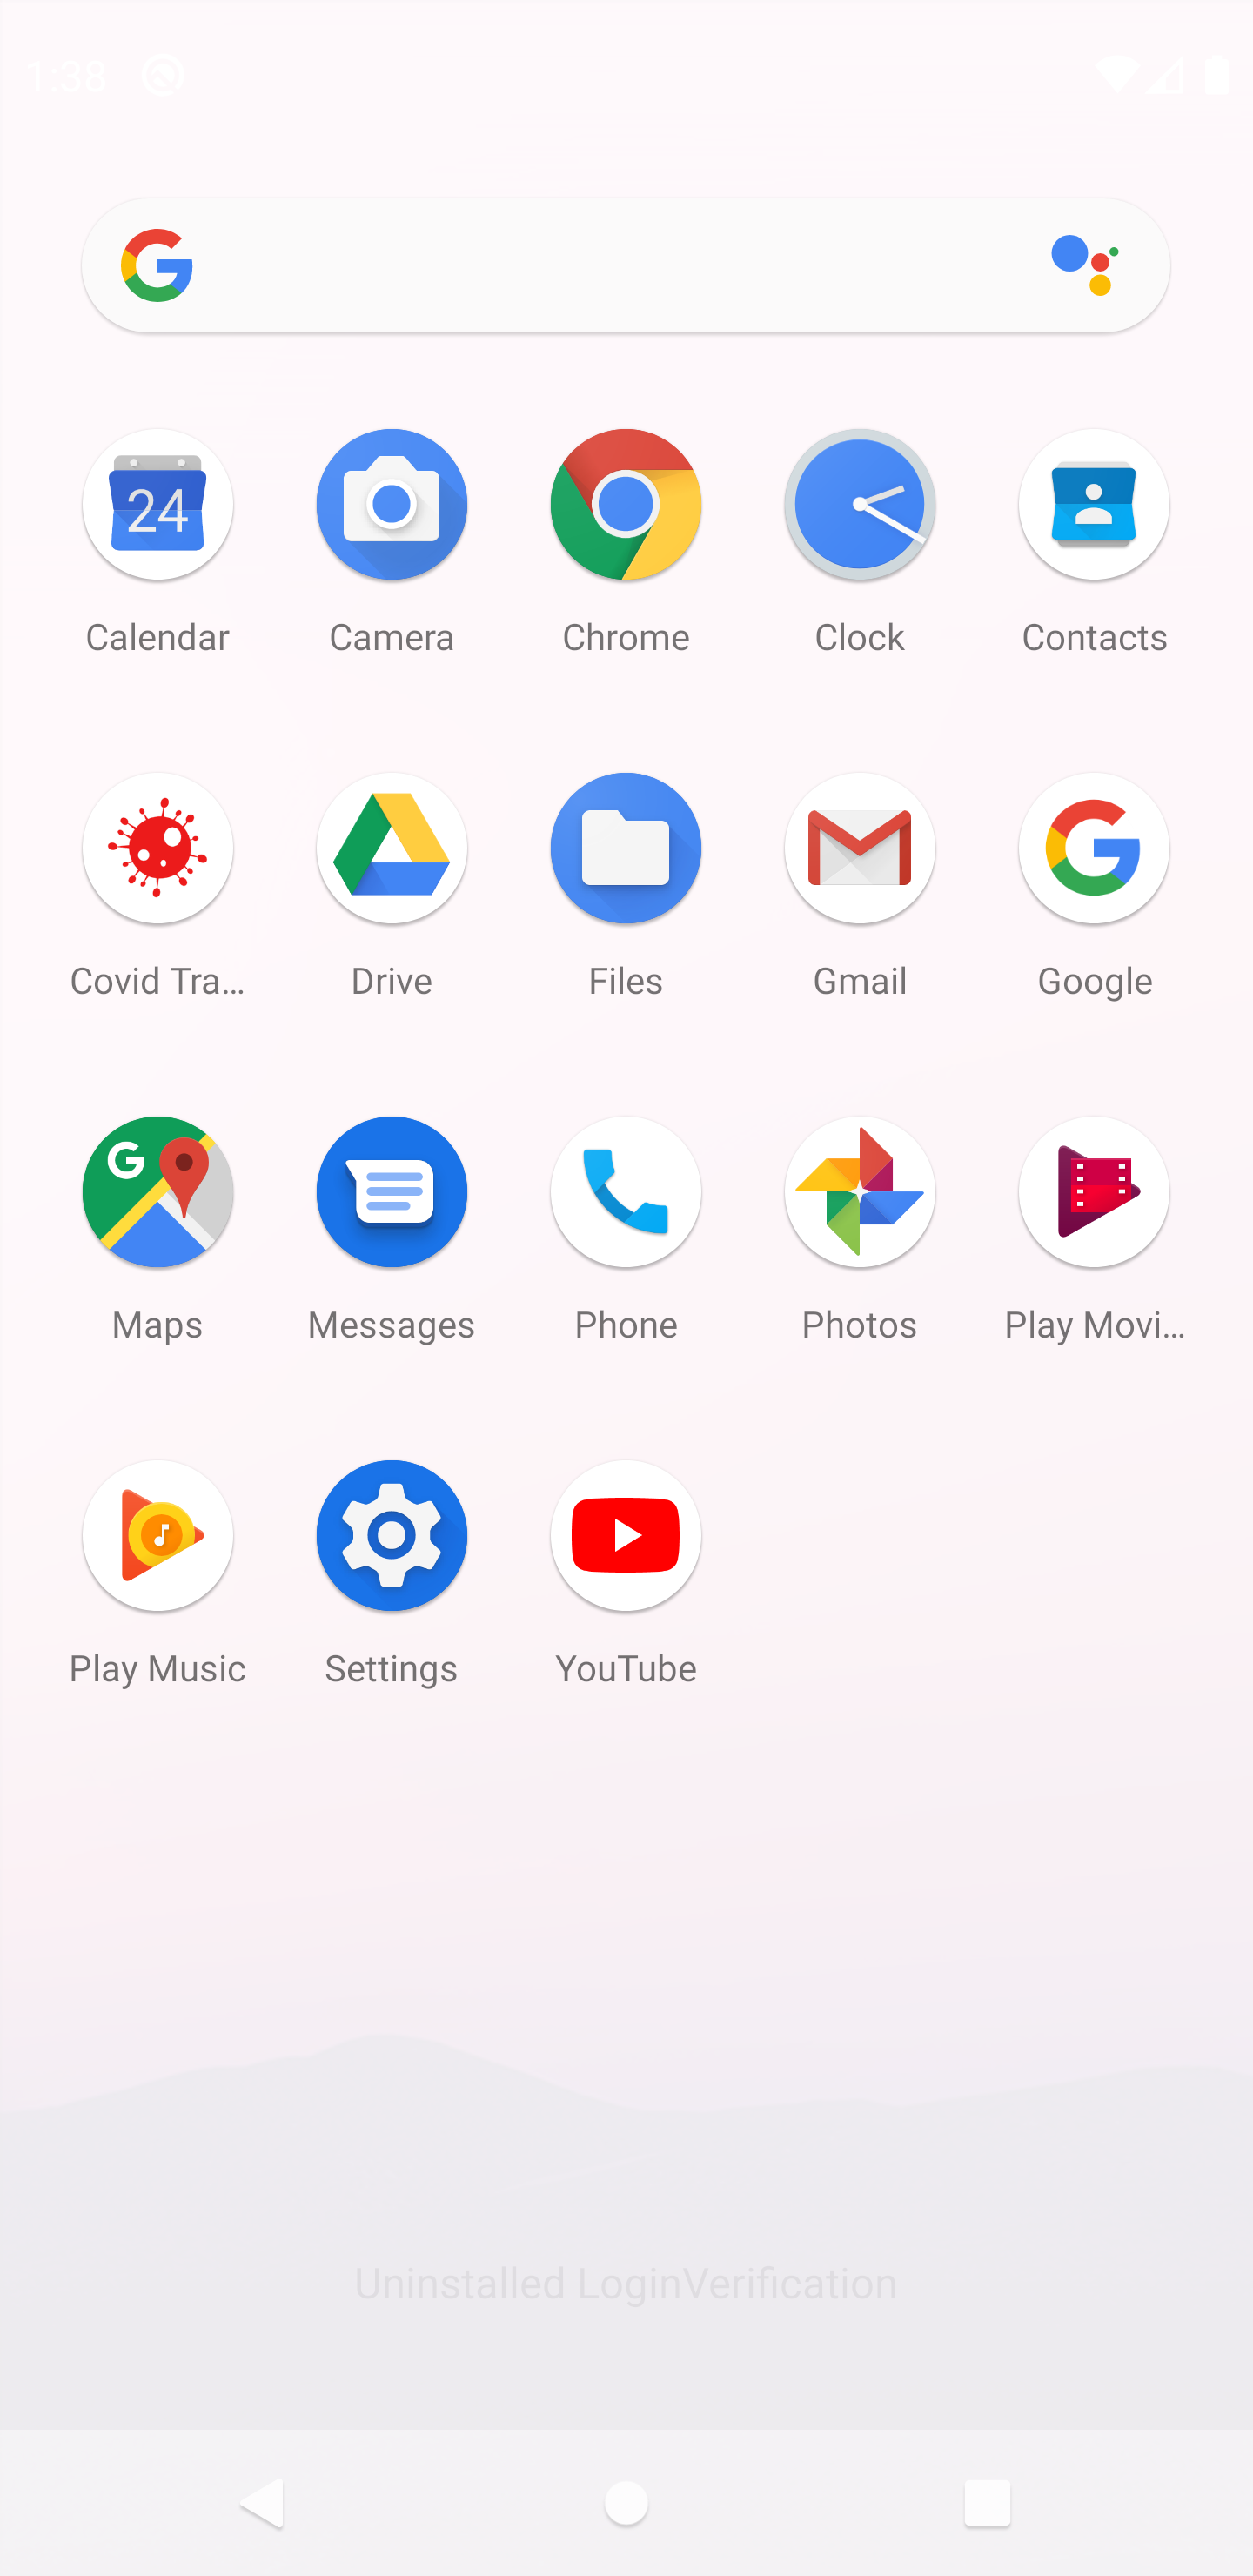 1:38
24
Calendar Camera Chrome Clock Contacts
Covid Tra... Drive Files Gmail Google
G
Maps Messages Phone Photos Play Movi...
Play Music Settings YouTube
Uninstalled LoginVerification